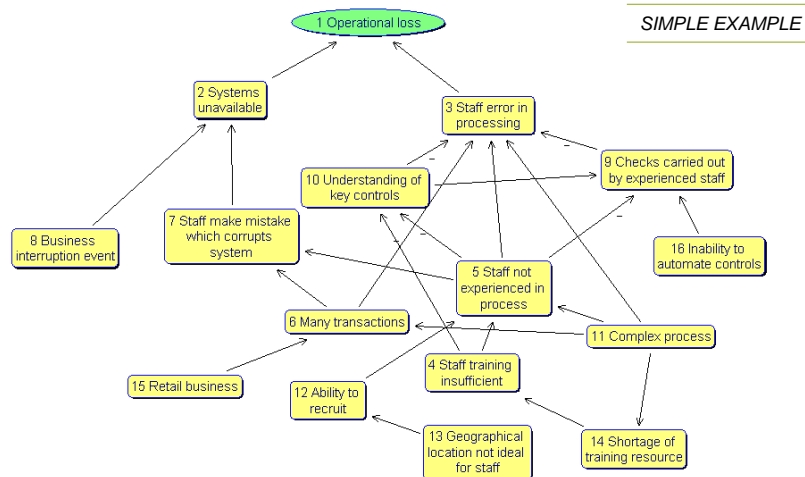 1 Operational loss
SIMPLE EXAMPLE
2 Systems
unavailable
3 Staff error in
processing
9 Checks carried out
by experienced staff
10 Understanding of
key controls
7 Staff make mistake
which corrupts
system
8 Business
interruption event
16 Inability to
automate controls
5 Staff not
experienced in
process
6 Many transactions
11 Complex process
4 Staff training
insufficient
15 Retail business
12 Ability to
recruit
13 Geographical
location not ideal
for staff
14 Shortage of
training resource
-
-
-
-
-